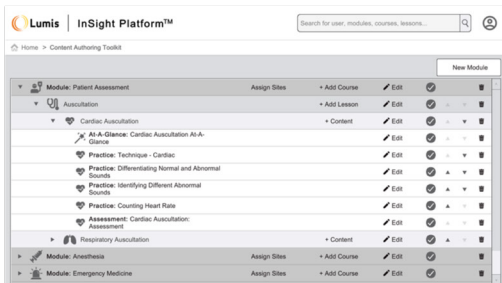 Lumis InSight Platform™
Search for user, modules, courses, lessons...
Home > Content Authoring Toolkit
New Module
Module: Patient Assessment Assign Sites + Add Course Edit
Auscultation + Add Lesson Edit
Cardiac Auscultation + Content Edit
At-A-Glance: Cardiac Auscultation At-A-
Glance Edit
Practice: Technique - Cardiac Edit
Practice: Differentiating Normal and Abnormal
Sounds Edit
Practice: Identifying Different Abnormal
Sounds Edit
Practice: Counting Heart Rate Edit
Assessment: Cardiac Auscultation:
Assessment Edit
Respiratory Auscultation + Content Edit
Module: Anesthesia Assign Sites + Add Course Edit
Module: Emergency Medicine Assign Sites + Add Course Edit